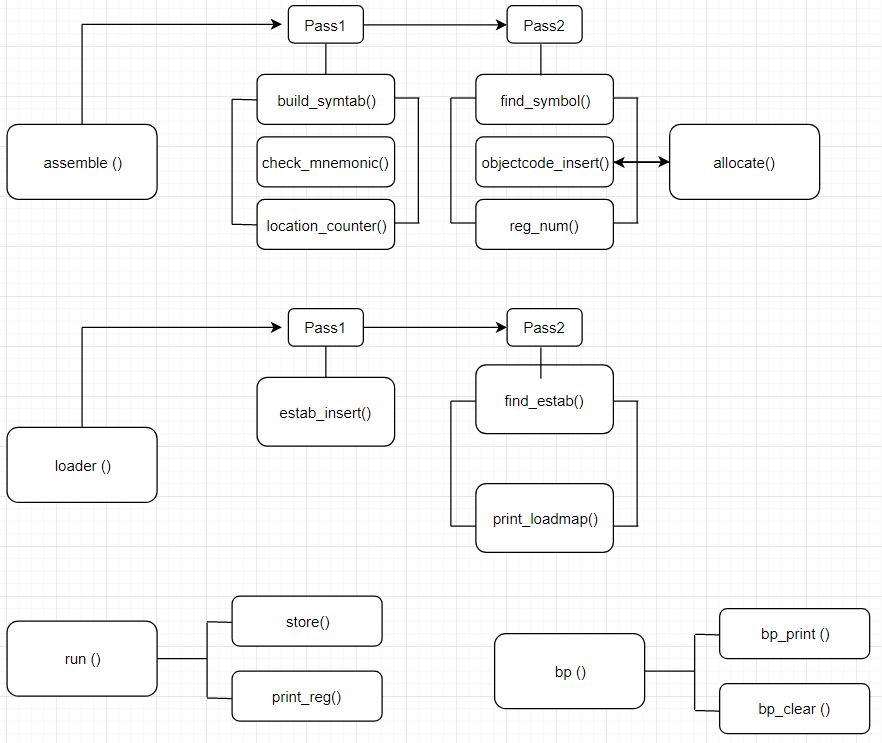 Pass1
Pass2
build_symtab()
find_symbol()
assemble ()
check_mnemonic()
objectcode_insert()
allocate()
location_counter()
reg_num()
Pass1
Pass2
find_estab()
estab_insert()
loader ()
print_loadmap()
store()
bp_print ()
run ()
bp ()
print_reg()
bp_clear ()